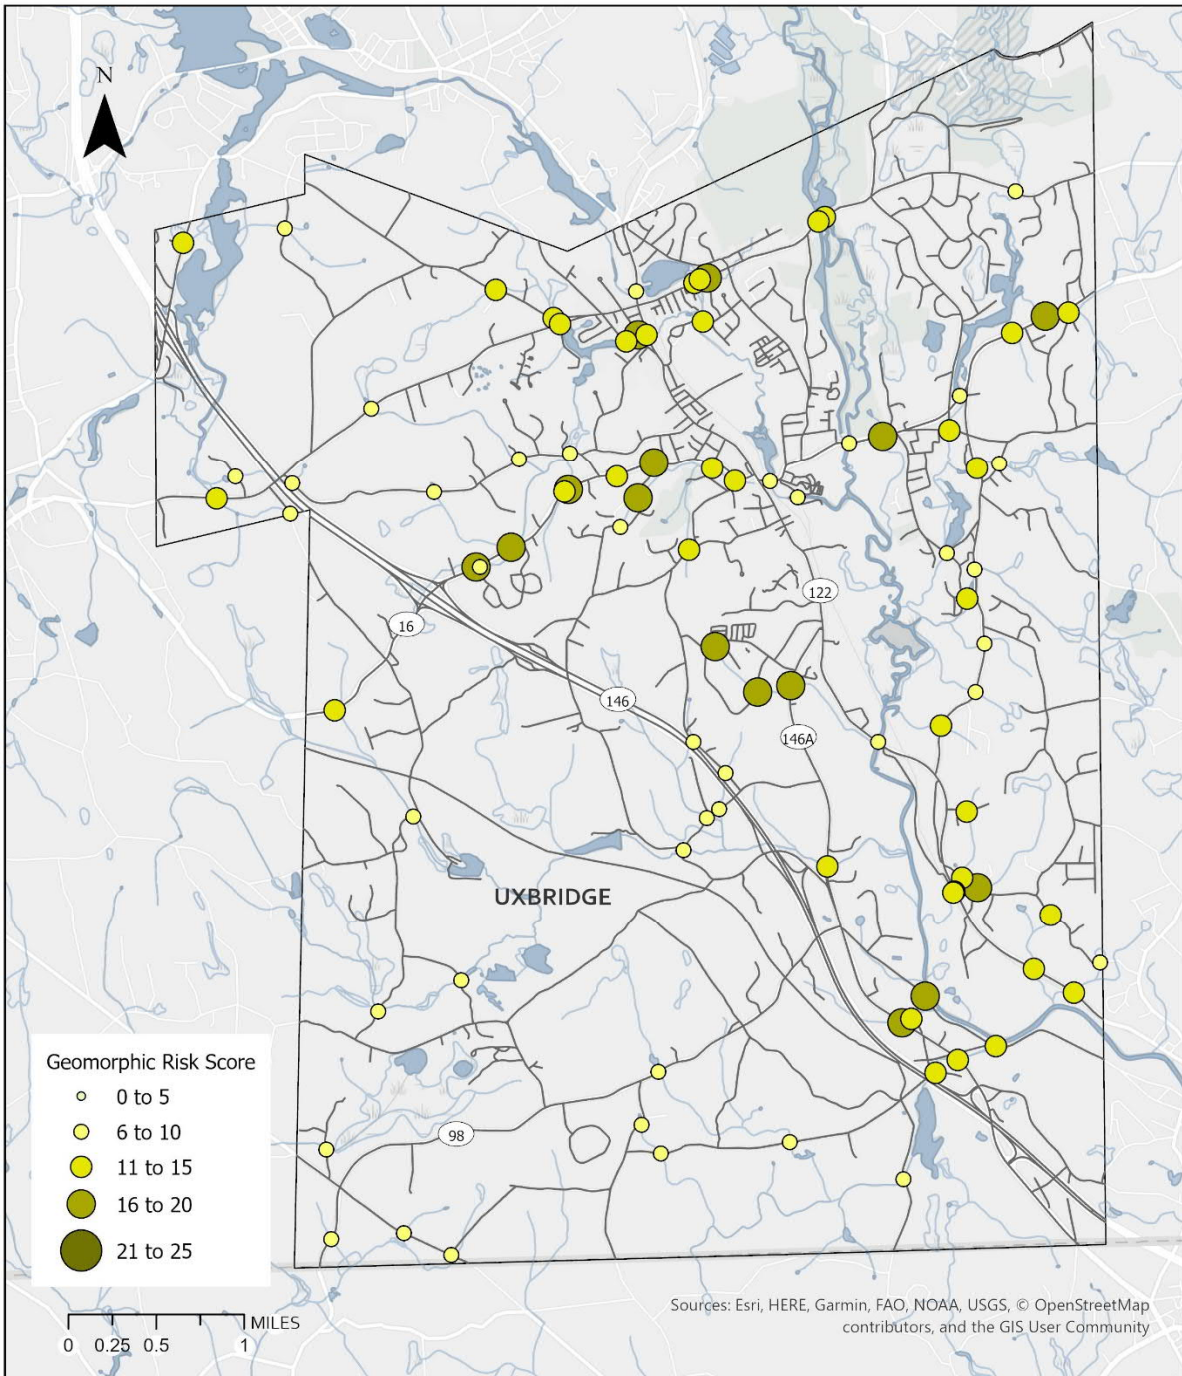 N
122
16
146
146A
UXBRIDGE
98
Geomorphic Risk Score
0 to 5
6 to 10
11 to 15
16 to 20
21 to 25
MILES
0 0.25 0.5 1
Sources: Esri, HERE, Garmin, FAO, NOAA, USGS, © OpenStreetMap
contributors, and the GIS User Community